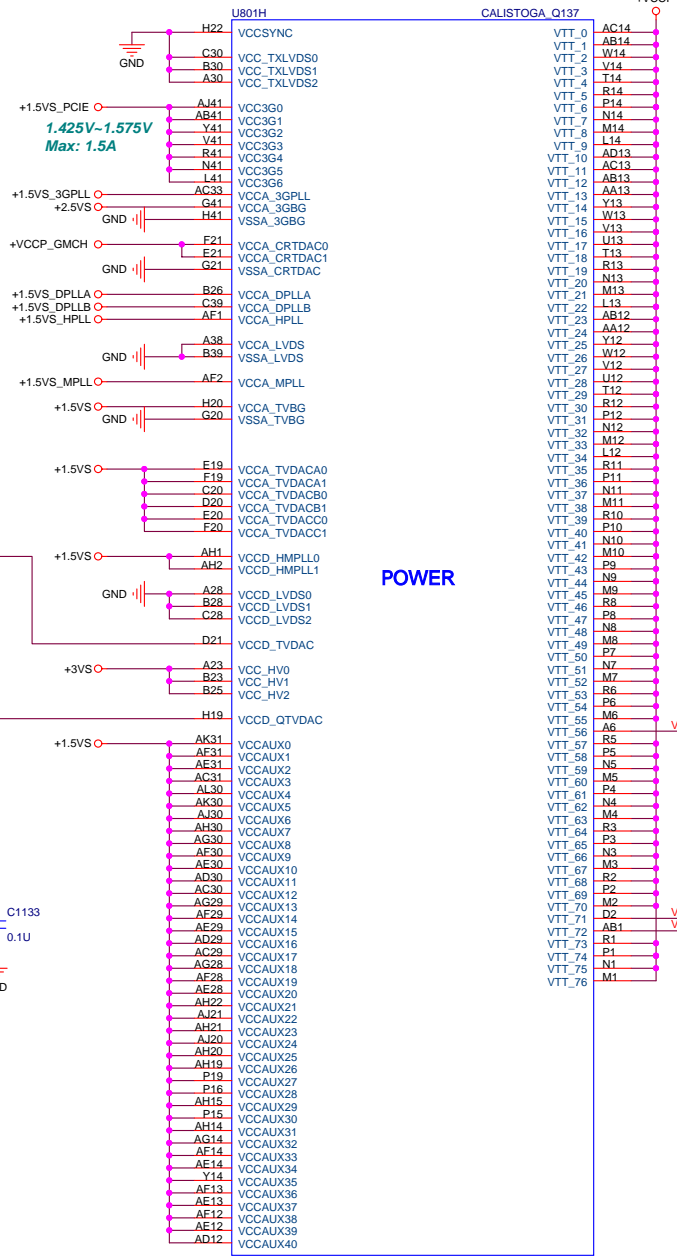 U801H
CALISTOGA_Q137
H22 VCCSYNC
GND
C30 VCC_TXLVDS0
B30 VCC_TXLVDS1
A30 VCC_TXLVDS2
+1.5VS_PCIE AJ41 VCC3G0
AB41 VCC3G1
1.425V~1.575V
Y41 VCC3G2
Max: 1.5A
V41 VCC3G3
R41 VCC3G4
N41 VCC3G5
L41 VCC3G6
+1.5VS_3GPLL AC33 VCCA_3GPLL
+2.5VS G41 VCCA_3GBG
GND H41 VSSA_3GBG
+VCCP_GMCH F21 VCCA_CRTDAC0
E21 VCCA_CRTDAC1
GND G21 VSSA_CRTDAC
+1.5VS_DPLLA B26 VCCA_DPLLA
+1.5VS_DPLLB C39 VCCA_DPLLB
+1.5VS_HPLL AF1 VCCA_HPLL
A38 VCCA_LVDS
GND B39 VSSA_LVDS
+1.5VS_MPLL AF2 VCCA_MPLL
+1.5VS H20 VCCA_TVBG
GND G20 VSSA_TVBG
+1.5VS E19 VCCA_TVDACA0
F19 VCCA_TVDACA1
C20 VCCA_TVDACB0
D20 VCCA_TVDACB1
E20 VCCA_TVDACC0
F20 VCCA_TVDACC1
+1.5VS AH1 VCCD_HMPLL0
AH2 VCCD_HMPLL1
POWER
GND A28 VCCD_LVDS0
B28 VCCD_LVDS1
C28 VCCD_LVDS2
D21 VCCD_TVDAC
+3VS A23 VCC_HV0
B23 VCC_HV1
B25 VCC_HV2
H19 VCCD_QTVDAC
+1.5VS AK31 VCCAUX0
AF31 VCCAUX1
AE31 VCCAUX2
AC31 VCCAUX3
AL30 VCCAUX4
AK30 VCCAUX5
AJ30 VCCAUX6
AH30 VCCAUX7
AG30 VCCAUX8
AF30 VCCAUX9
AE30 VCCAUX10
AD30 VCCAUX11
AC30 VCCAUX12
AG29 VCCAUX13
AF29 VCCAUX14
AE29 VCCAUX15
AD29 VCCAUX16
AC29 VCCAUX17
AG28 VCCAUX18
AF28 VCCAUX19
AE28 VCCAUX20
AH22 VCCAUX21
AJ21 VCCAUX22
AH21 VCCAUX23
AJ20 VCCAUX24
AH20 VCCAUX25
AH19 VCCAUX26
P19 VCCAUX27
P16 VCCAUX28
AH15 VCCAUX29
P15 VCCAUX30
AH14 VCCAUX31
AG14 VCCAUX32
AF14 VCCAUX33
AE14 VCCAUX34
Y14 VCCAUX35
AF13 VCCAUX36
AE13 VCCAUX37
AF12 VCCAUX38
AE12 VCCAUX39
AD12 VCCAUX40
C1133
0.1U
VTT_0 AC14
VTT_1 AB14
VTT_2 W14
VTT_3 V14
VTT_4 T14
VTT_5 R14
VTT_6 P14
VTT_7 N14
VTT_8 M14
VTT_9 L14
VTT_10 AD13
VTT_11 AC13
VTT_12 AB13
VTT_13 AA13
VTT_14 Y13
VTT_15 W13
VTT_16 V13
VTT_17 U13
VTT_18 T13
VTT_19 R13
VTT_20 N13
VTT_21 M13
VTT_22 L13
VTT_23 AB12
VTT_24 AA12
VTT_25 Y12
VTT_26 W12
VTT_27 V12
VTT_28 U12
VTT_29 T12
VTT_30 R12
VTT_31 P12
VTT_32 N12
VTT_33 M12
VTT_34 L12
VTT_35 R11
VTT_36 P11
VTT_37 N11
VTT_38 M11
VTT_39 R10
VTT_40 P10
VTT_41 N10
VTT_42 M10
VTT_43 P9
VTT_44 N9
VTT_45 M9
VTT_46 R8
VTT_47 P8
VTT_48 N8
VTT_49 M8
VTT_50 P7
VTT_51 N7
VTT_52 M7
VTT_53 R6
VTT_54 P6
VTT_55 M6
VTT_56 A6
VTT_57 R5
VTT_58 P5
VTT_59 N5
VTT_60 M5
VTT_61 P4
VTT_62 N4
VTT_63 M4
VTT_64 R3
VTT_65 P3
VTT_66 N3
VTT_67 M3
VTT_68 R2
VTT_69 P2
VTT_70 M2
VTT_71 D2
VTT_72 AB1
VTT_73 R1
VTT_74 P1
VTT_75 N1
VTT_76 M1